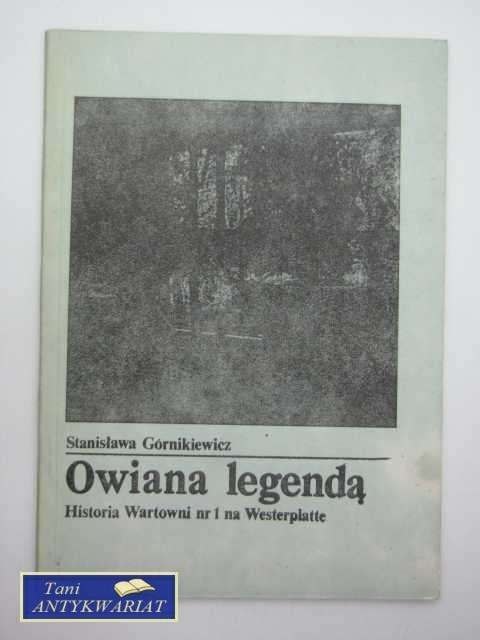 Stanisława Górnikiewicz
Owiana legendą
Historia Wartowni nr 1 na Westerplatte
Tani
ANTYKWARIAT